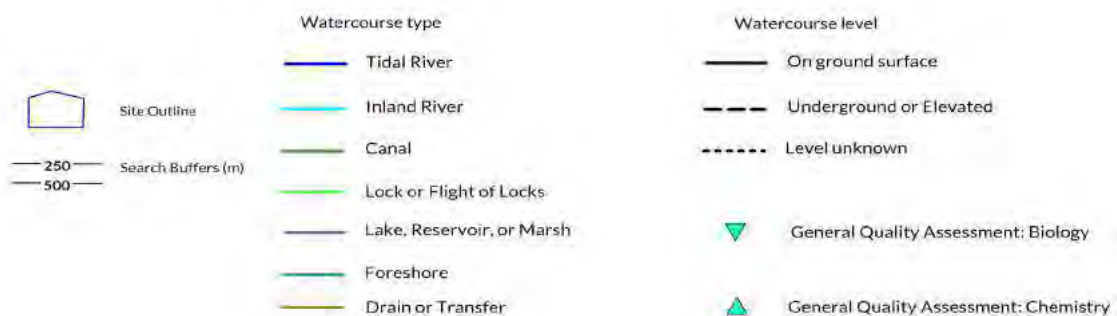 Watercourse type
Watercourse level
Tidal River
On ground surface
Site Outline
Inland River
Underground or Elevated
Canal
Level unknown
250
Search Buffers (m)
500
Lock or Flight of Locks
Lake, Reservoir, or Marsh
General Quality Assessment: Biology
Foreshore
Drain or Transfer
General Quality Assessment: Chemistry